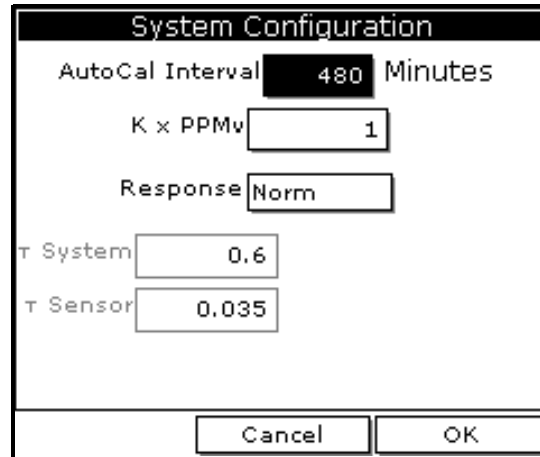 System Configuration
AutoCal Interval 480 Minutes
K x PPMv 1
Response Norm
τ System 0.6
τ Sensor 0.035
Cancel OK